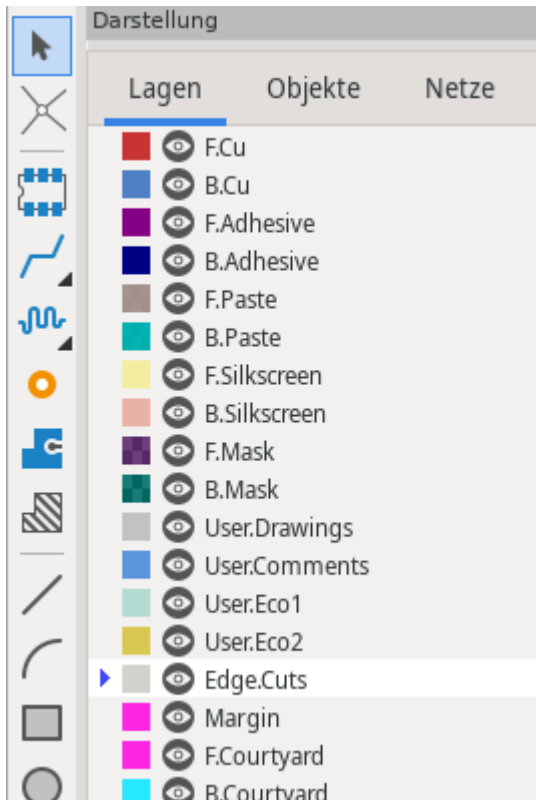 Darstellung
Lagen Objekte Netze
F.Cu
B.Cu
F.Adhesive
B.Adhesive
F.Paste
B.Paste
F.Silkscreen
B.Silkscreen
F.Mask
B.Mask
User.Drawings
User.Comments
User.Eco1
User.Eco2
Edge.Cuts
Margin
F.Courtyard
B.Courtyard